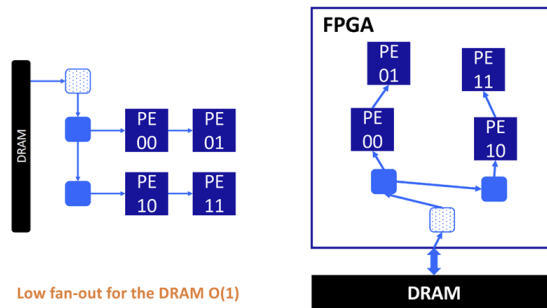 DRAM
PE
00
PE
01
PE
10
PE
11
Low fan-out for the DRAM O(1)
FPGA
PE
01
PE
11
PE
00
PE
10
DRAM